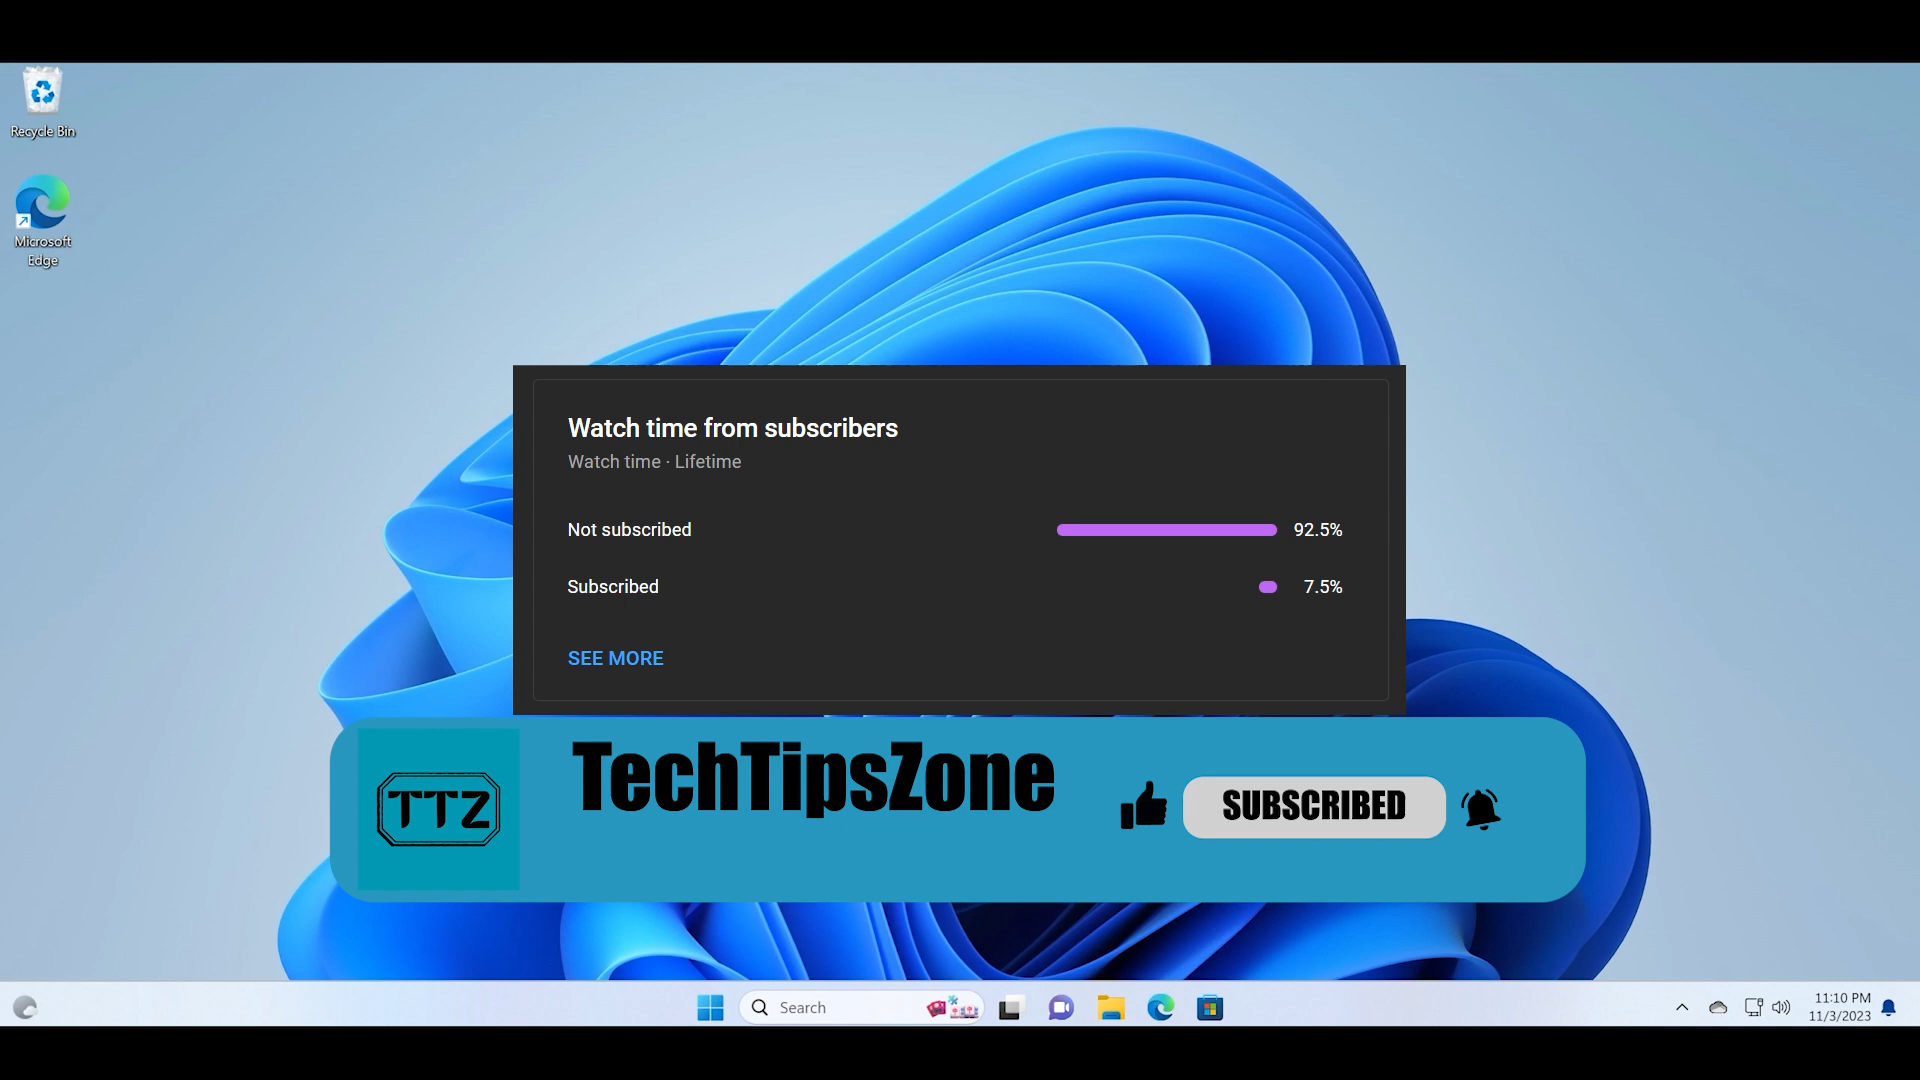 Recycle Bin
Microsoft
Edge
Watch time from subscribers
Watch time · Lifetime
Not subscribed
92.5%
Subscribed
7.5%
SEE MORE
TTZ
TechTipsZone
SUBSCRIBED
Search
11:10 PM
11/3/2023